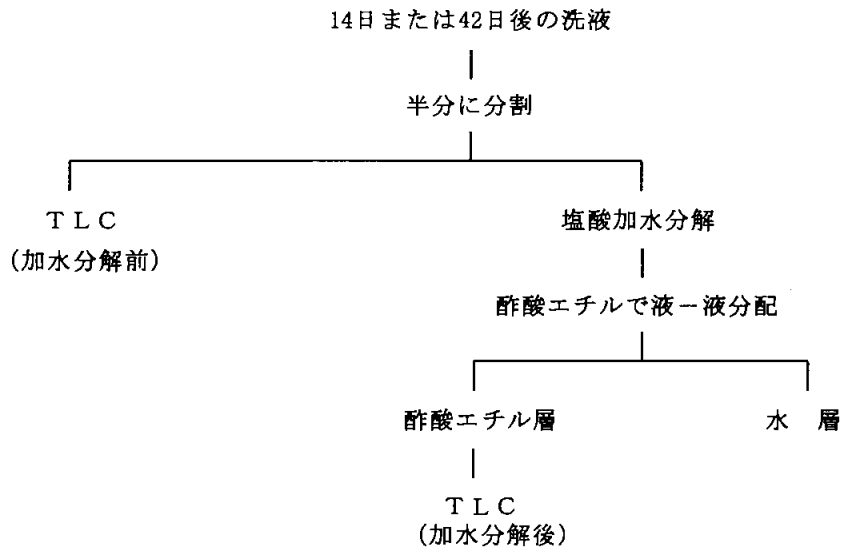 14日または42日後の洗液
半分に分割
TLC
塩酸加水分解
(加水分解前)
酢酸エチルで液-液分配
酢酸エチル層
水 層
TLC
(加水分解後)